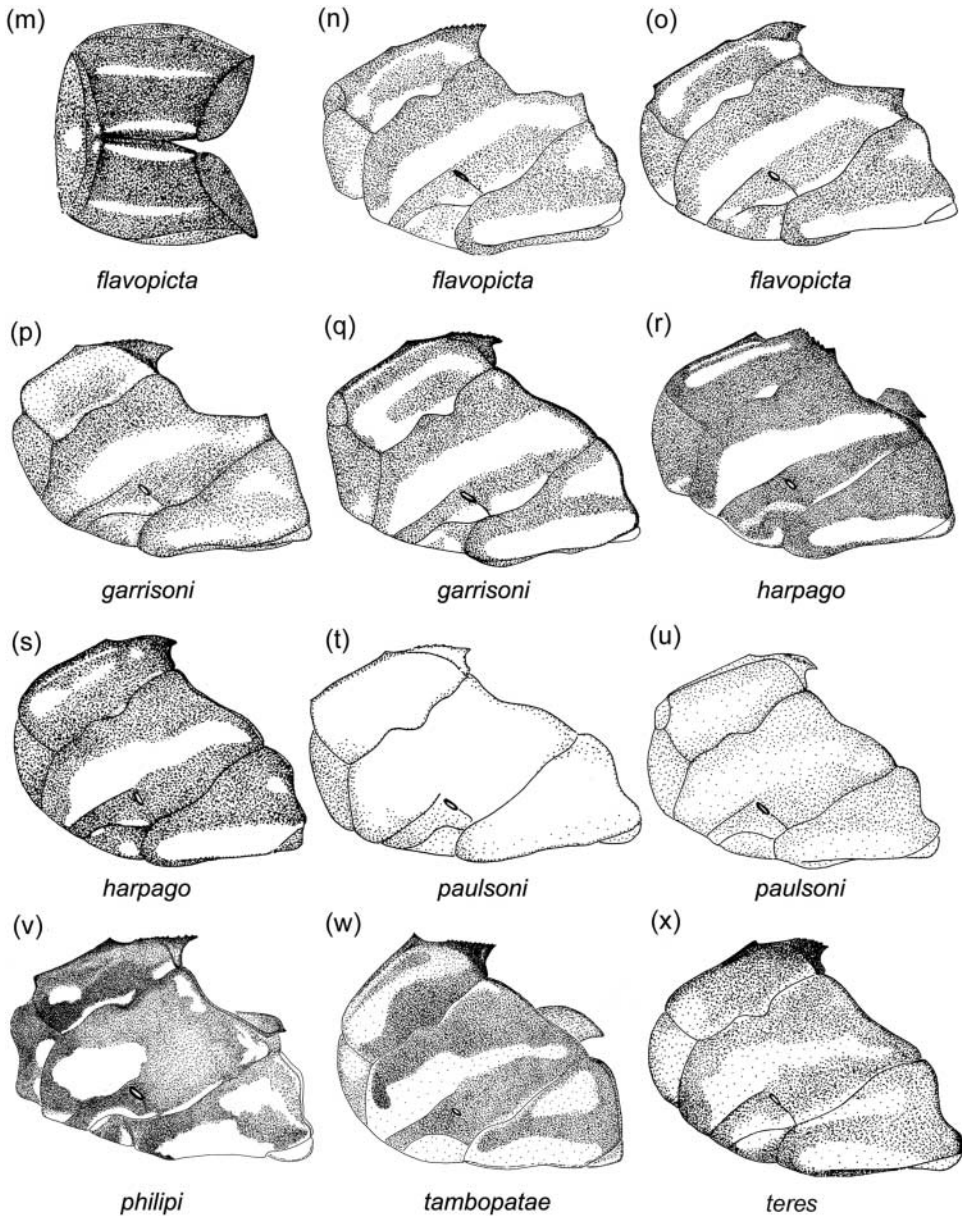 (m) (n) (o)
flavopicta flavopicta flavopicta
(p) (q) (r)
garrisoni garrisoni harpago
(s) (t) (u)
harpago paulsoni paulsoni
(v) (w) (x)
philipi tambopatae teres